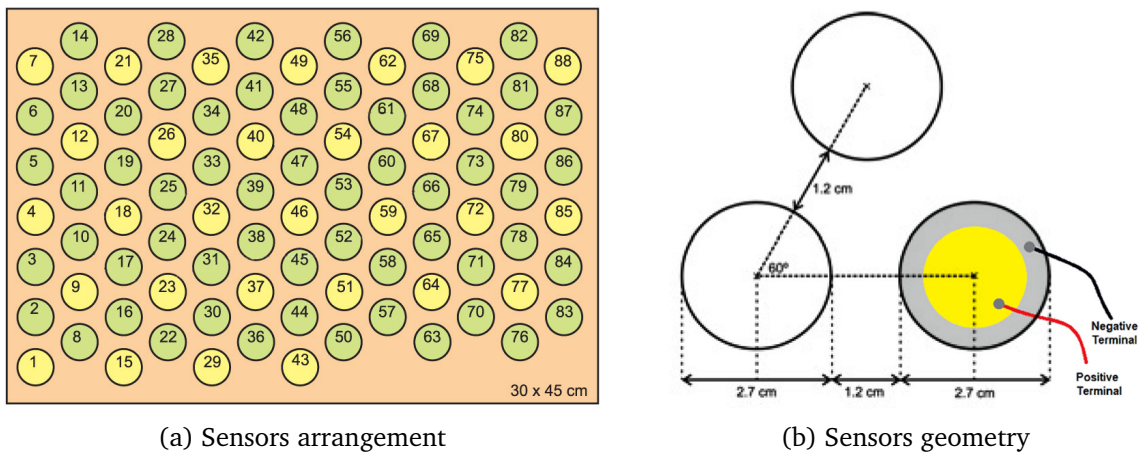 14 28 42 56 69 82
7 21 35 49 62 75 88
13 27 41 55 68 81
6 20 34 48 61 74 87
12 26 40 54 67 80
5 19 33 47 60 73 86
11 25 39 53 66 79
4 18 32 46 59 72 85
10 24 38 52 65 78
3 17 31 45 58 71 84
9 23 37 51 64 77
2 16 30 44 57 70 83
8 22 36 50 63 76
1 15 29 43
30 x 45 cm
(a) Sensors arrangement
1.2 cm
60º
Negative
Terminal
Positive
Terminal
2.7 cm
1.2 cm
2.7 cm
(b) Sensors geometry